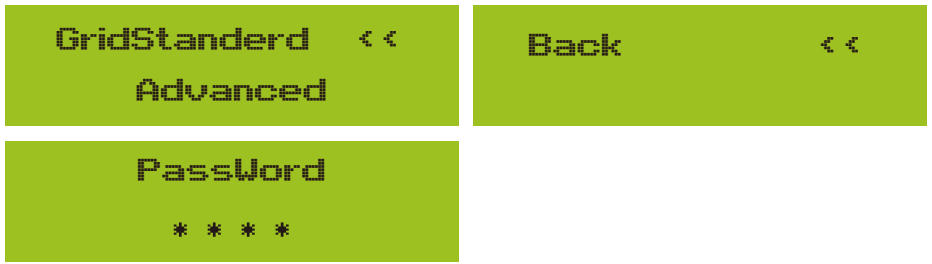 GridStanderd <<
Advanced
Back <<
PassWord
* * * *